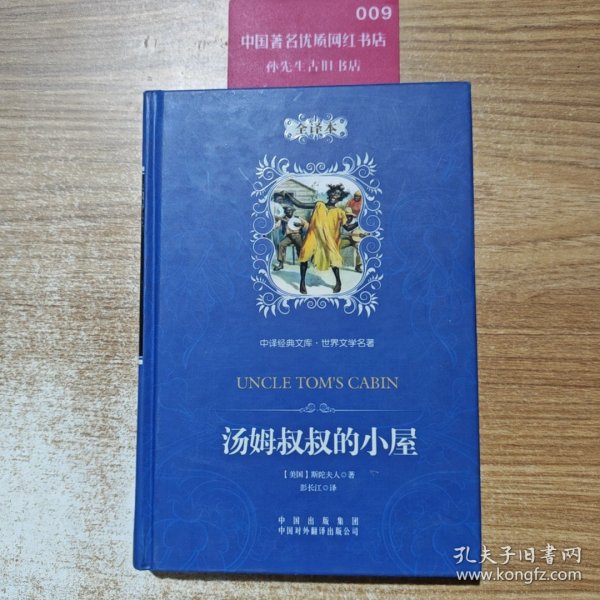 009
中国著名优质网红书店
孙先生古旧书店
全译本
中译经典文库·世界文学名著
UNCLE TOM'S CABIN
汤姆叔叔的小屋
【美国】斯陀夫人◎著
彭长江◎译
中国出版集团
中国对外翻译出版公司
孔夫子旧书网
www.kongfz.com